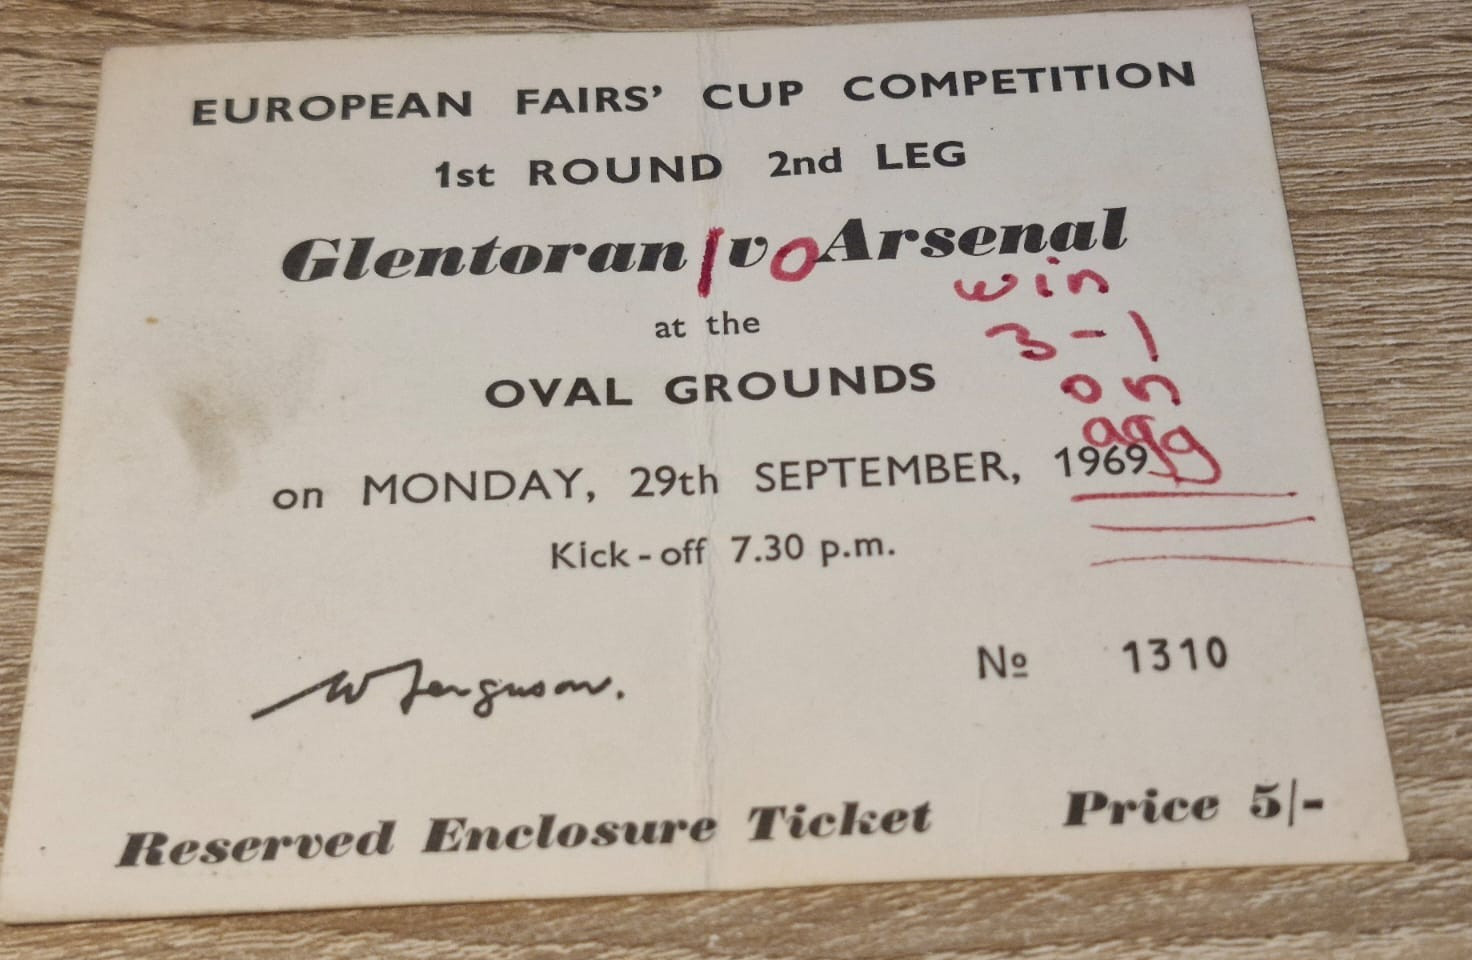 EUROPEAN FAIRS' CUP COMPETITION
1st ROUND 2nd LEG
Glentoran 1 v 0 Arsenal
win
at the
3-1
OVAL GROUNDS
on
agg
on MONDAY, 29th SEPTEMBER, 1969
Kick-off 7.30 p.m.
W Ferguson.
Nº 1310
Reserved Enclosure Ticket Price 5/-